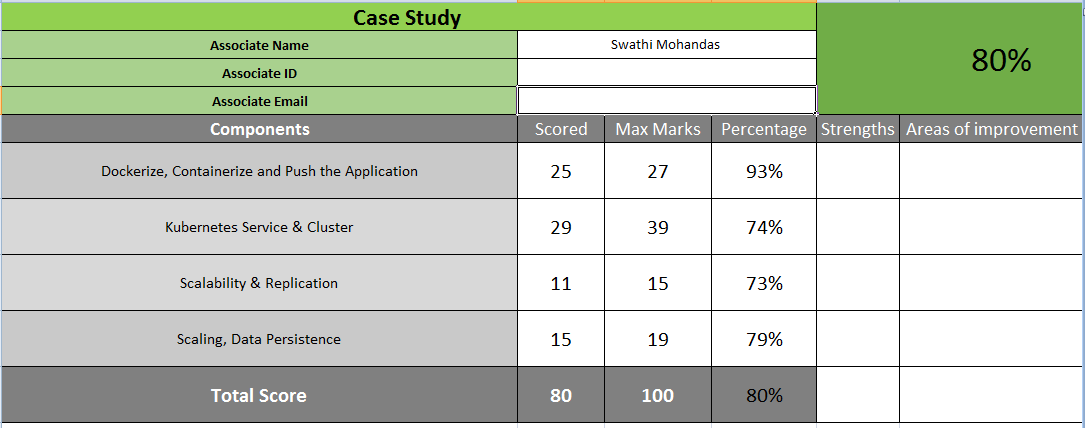 Case Study
80%
Associate Name Swathi Mohandas
Associate ID
Associate Email
Components Scored Max Marks Percentage Strengths Areas of improvement
Dockerize, Containerize and Push the Application 25 27 93%
Kubernetes Service & Cluster 29 39 74%
Scalability & Replication 11 15 73%
Scaling, Data Persistence 15 19 79%
Total Score 80 100 80%